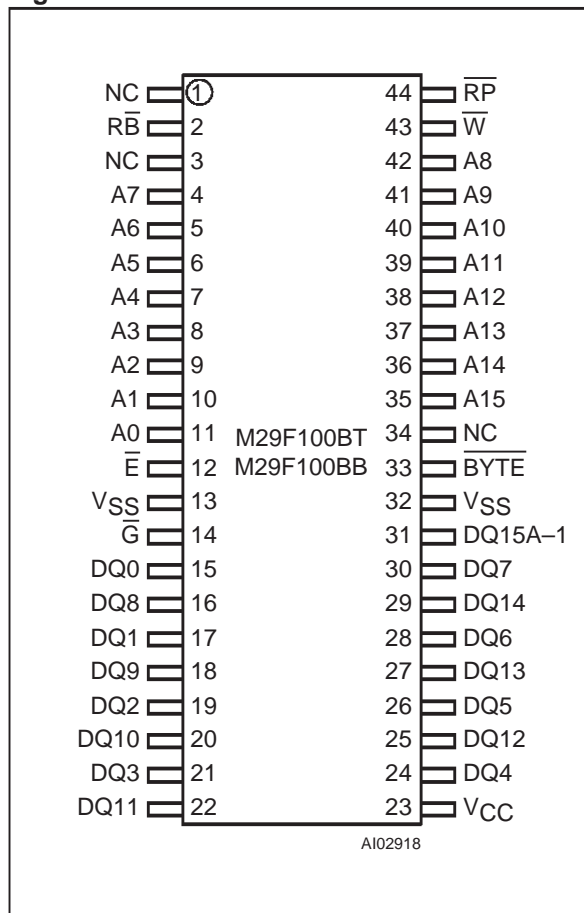 NC 1 44 R̅P̅
RB̅ 2 43 W̅
NC 3 42 A8
A7 4 41 A9
A6 5 40 A10
A5 6 39 A11
A4 7 38 A12
A3 8 37 A13
A2 9 36 A14
A1 10 35 A15
A0 11 M29F100BT 34 NC
E̅ 12 M29F100BB 33 B̅Y̅T̅E̅
VSS 13 32 VSS
G̅ 14 31 DQ15A–1
DQ0 15 30 DQ7
DQ8 16 29 DQ14
DQ1 17 28 DQ6
DQ9 18 27 DQ13
DQ2 19 26 DQ5
DQ10 20 25 DQ12
DQ3 21 24 DQ4
DQ11 22 23 VCC
AI02918